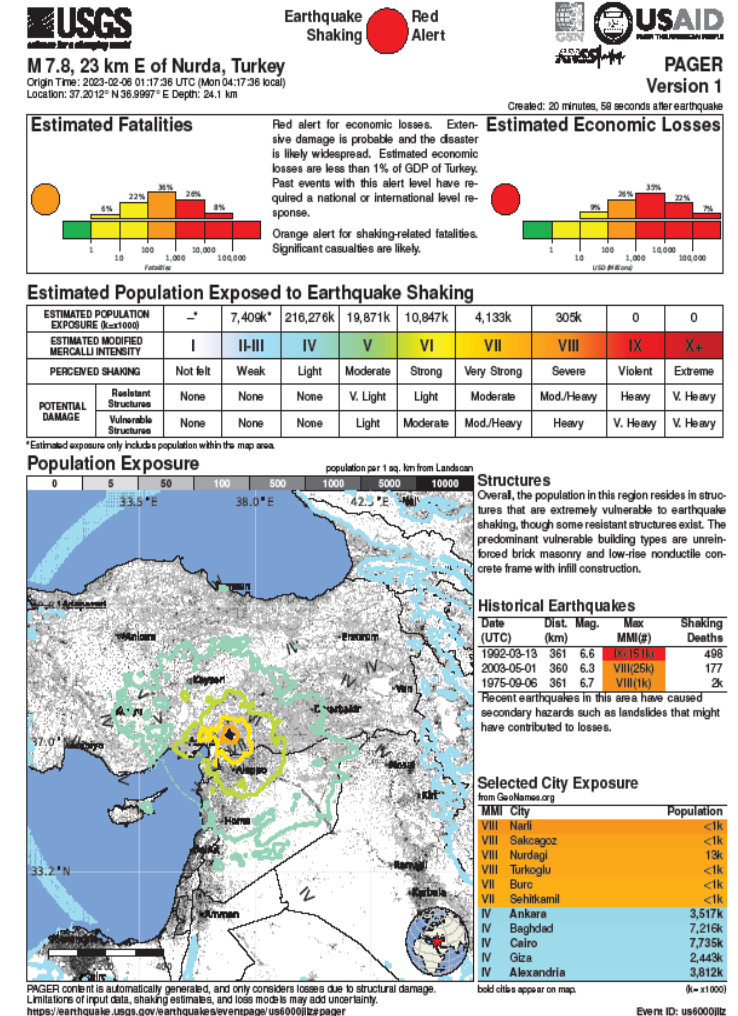 USGS
science for a changing world
Earthquake Shaking
Red Alert
GSN
ANSS
USAID
FROM THE AMERICAN PEOPLE
M 7.8, 23 km E of Nurda, Turkey
Origin Time: 2023-02-06 01:17:36 UTC (Mon 04:17:36 local)
Location: 37.2012° N 36.9997° E Depth: 24.1 km
PAGER
Version 1
Created: 20 minutes, 58 seconds after earthquake
Estimated Fatalities
6%
22%
36%
26%
8%
1
10
100
1,000
10,000
100,000
Fatalities
Red alert for economic losses. Exten-
sive damage is probable and the disaster
is likely widespread. Estimated economic
losses are less than 1% of GDP of Turkey.
Past events with this alert level have re-
quired a national or international level re-
sponse.
Orange alert for shaking-related fatalities.
Significant casualties are likely.
Estimated Economic Losses
9%
26%
35%
22%
7%
1
10
100
1,000
10,000
100,000
USD (Millions)
Estimated Population Exposed to Earthquake Shaking
ESTIMATED POPULATION EXPOSURE (k=x1000) –* 7,409k* 216,276k 19,871k 10,847k 4,133k 305k 0 0
ESTIMATED MODIFIED MERCALLI INTENSITY I II-III IV V VI VII VIII IX X+
PERCEIVED SHAKING Not felt Weak Light Moderate Strong Very Strong Severe Violent Extreme
POTENTIAL DAMAGE
Resistant Structures None None None V. Light Light Moderate Mod./Heavy Heavy V. Heavy
Vulnerable Structures None None None Light Moderate Mod./Heavy Heavy V. Heavy V. Heavy
*Estimated exposure only includes population within the map area.
Population Exposure
population per 1 sq. km from Landscan
0 5 50 100 500 1000 5000 10000
33.5°E 38.0°E 42.5°E
Ankara
Erzurum
Kayseri
Van
37.0°
Aleppo
Mosul
Homs
33.2°N
Amman
IV
IV
400
Structures
Overall, the population in this region resides in struc-
tures that are extremely vulnerable to earthquake
shaking, though some resistant structures exist. The
predominant vulnerable building types are unrein-
forced brick masonry and low-rise nonductile con-
crete frame with infill construction.
Historical Earthquakes
Date (UTC) Dist. (km) Mag. Max MMI(#) Shaking Deaths
1992-03-13 361 6.6 IX(151k) 498
2003-05-01 360 6.3 VIII(25k) 177
1975-09-06 361 6.7 VIII(1k) 2k
Recent earthquakes in this area have caused
secondary hazards such as landslides that might
have contributed to losses.
Selected City Exposure
from GeoNames.org
MMI City Population
VIII Narli <1k
VIII Sakcagoz <1k
VIII Nurdagi 13k
VIII Turkoglu <1k
VII Burc <1k
VII Sehitkamil <1k
IV Ankara 3,517k
IV Baghdad 7,216k
IV Cairo 7,735k
IV Giza 2,443k
IV Alexandria 3,812k
bold cities appear on map.
(k = x1000)
PAGER content is automatically generated, and only considers losses due to structural damage.
Limitations of input data, shaking estimates, and loss models may add uncertainty.
https://earthquake.usgs.gov/earthquakes/eventpage/us6000jllz#pager
Event ID: us6000jllz